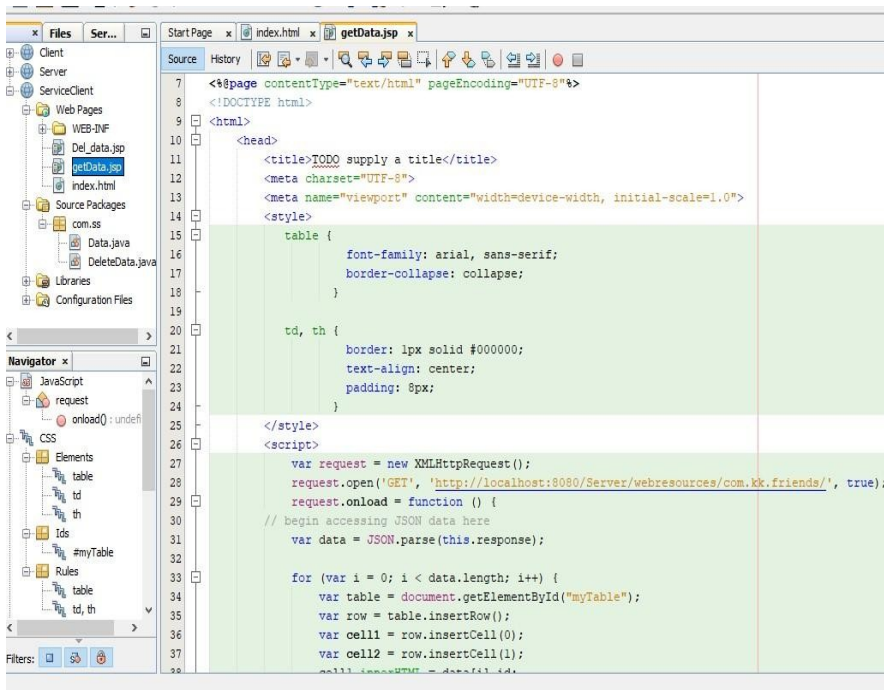 Files
Ser...
Client
Server
ServiceClient
Web Pages
WEB-INF
Del_data.jsp
getData.jsp
index.html
Source Packages
com.ss
Data.java
DeleteData.java
Libraries
Configuration Files
Navigator
JavaScript
request
onload() : undefi
CSS
Elements
table
td
th
Ids
#myTable
Rules
table
td, th
Filters:
Start Page x index.html x getData.jsp x
Source History
7 <%@page contentType="text/html" pageEncoding="UTF-8"%>
8 <!DOCTYPE html>
9 <html>
10 <head>
11 <title>TODO supply a title</title>
12 <meta charset="UTF-8">
13 <meta name="viewport" content="width=device-width, initial-scale=1.0">
14 <style>
15 table {
16 font-family: arial, sans-serif;
17 border-collapse: collapse;
18 }
19
20 td, th {
21 border: 1px solid #000000;
22 text-align: center;
23 padding: 8px;
24 }
25 </style>
26 <script>
27 var request = new XMLHttpRequest();
28 request.open('GET', 'http://localhost:8080/Server/webresources/com.kk.friends/', true);
29 request.onload = function () {
30 // begin accessing JSON data here
31 var data = JSON.parse(this.response);
32
33 for (var i = 0; i < data.length; i++) {
34 var table = document.getElementById("myTable");
35 var row = table.insertRow();
36 var cell1 = row.insertCell(0);
37 var cell2 = row.insertCell(1);
38 cell1.innerHTML = data[i].id;